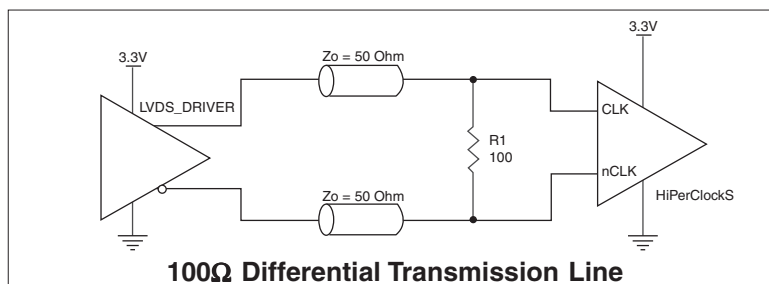 3.3V
3.3V
Zo = 50 Ohm
LVDS_DRIVER
CLK
R1
100
nCLK
Zo = 50 Ohm
HiPerClockS
100Ω Differential Transmission Line